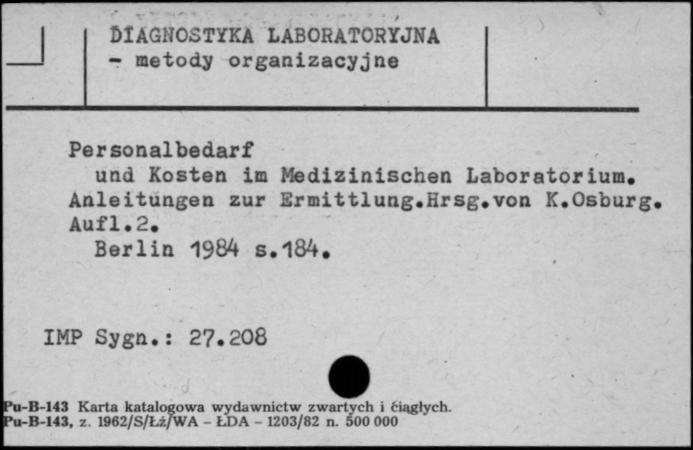 DIAGNOSTYKA LABORATORYJNA
- metody organizacyjne
Personalbedarf
und Kosten im Medizinischen Laboratorium.
Anleitungen zur Ermittlung.Hrsg.von K.Osburg.
Aufl.2.
Berlin 1984 s.184.
IMP Sygn.: 27.208
Pu-B-143 Karta katalogowa wydawnictw zwartych i ciągłych.
Pu-B-143, z. 1962/S/Łż/WA - ŁDA - 1203/82 n. 500 000